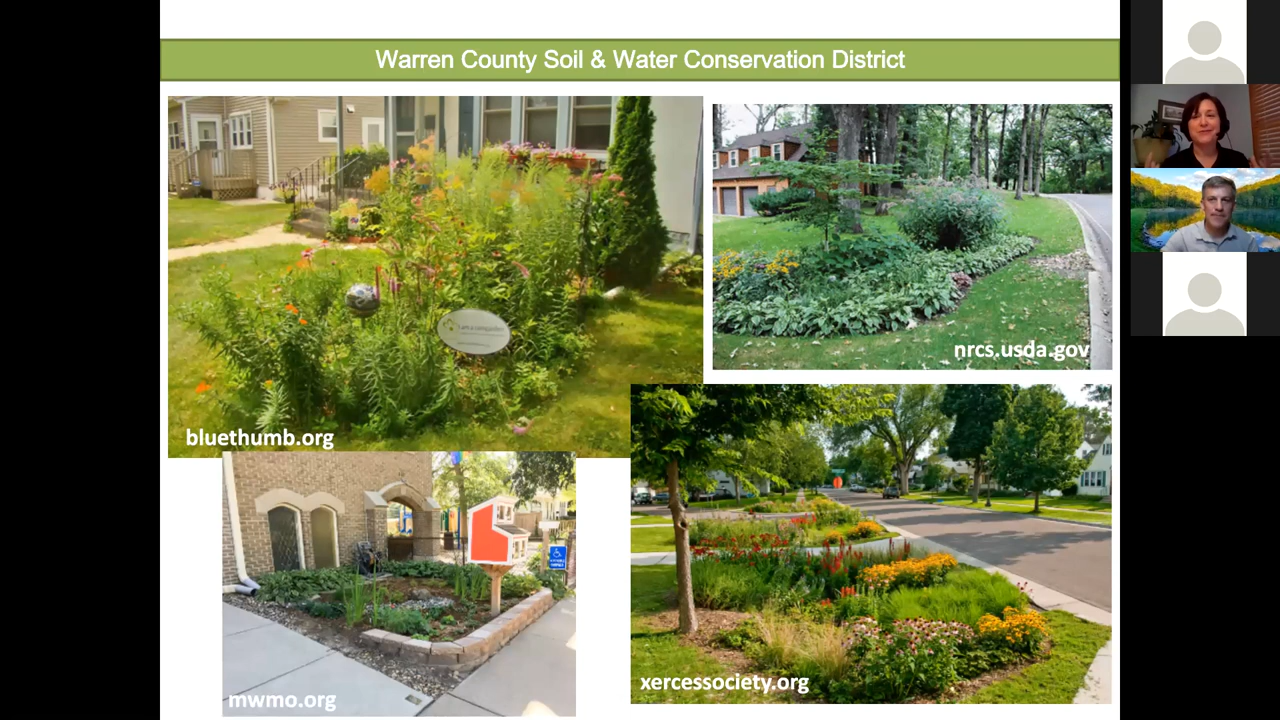 Warren County Soil & Water Conservation District
bluethumb.org
nrcs.usda.gov
mwmo.org
xercessociety.org